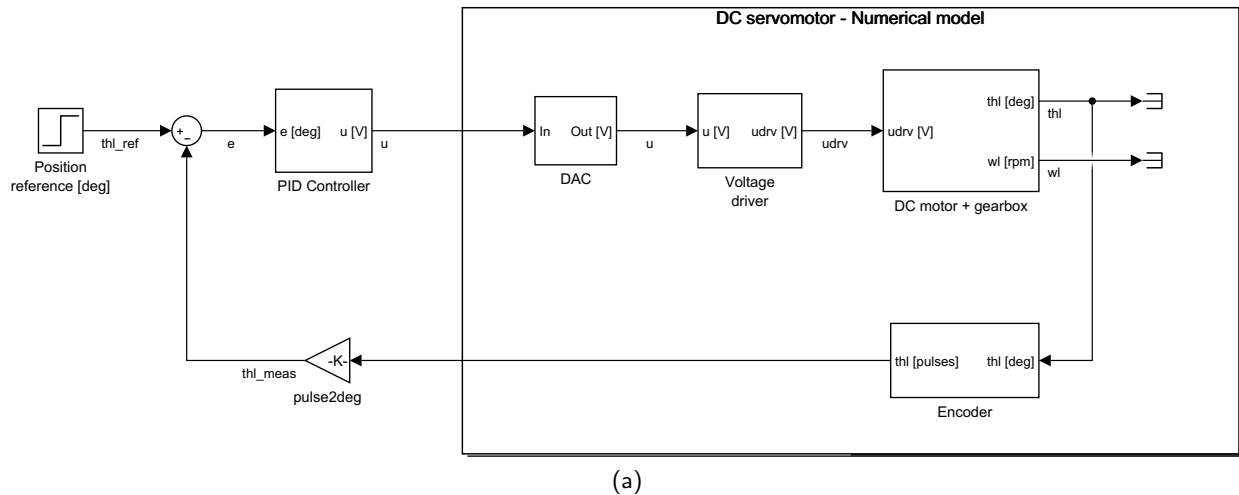 DC servomotor - Numerical model
thl_ref
Position
reference [deg]
+
−
e
e [deg]
u [V]
PID Controller
u
In
Out [V]
DAC
u
u [V]
udrv [V]
Voltage
driver
udrv
udrv [V]
thl [deg]
wl [rpm]
DC motor + gearbox
thl
wl
thl [pulses]
thl [deg]
Encoder
-K-
pulse2deg
thl_meas
(a)